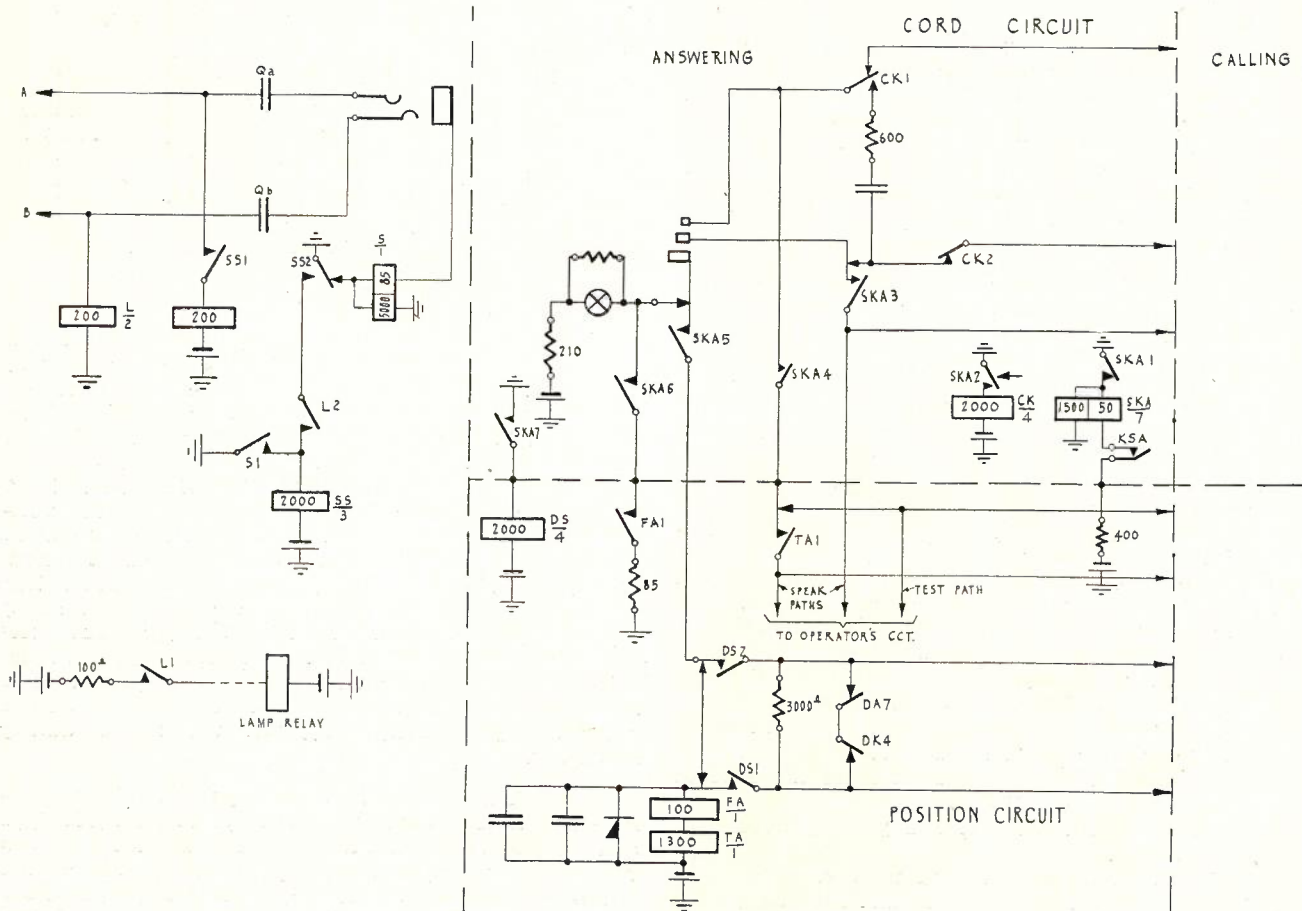 CORD CIRCUIT
ANSWERING
CALLING
A
Qa
CK1
600
B
Qb
SS1
SS2
S/1
85
5000
CK2
SKA3
200
L/2
200
210
SKA5
SKA6
SKA4
SKA2
2000
CK/4
SKA1
1500
50
SKA/7
KSA
L2
S1
SKA7
2000
SS/3
2000
DS/4
FA1
85
TA1
400
SPEAK PATHS
TEST PATH
TO OPERATOR'S CCT.
100Ω
L1
LAMP RELAY
DS2
3000Ω
DA7
DK4
DS1
100
FA/1
1300
TA/1
POSITION CIRCUIT